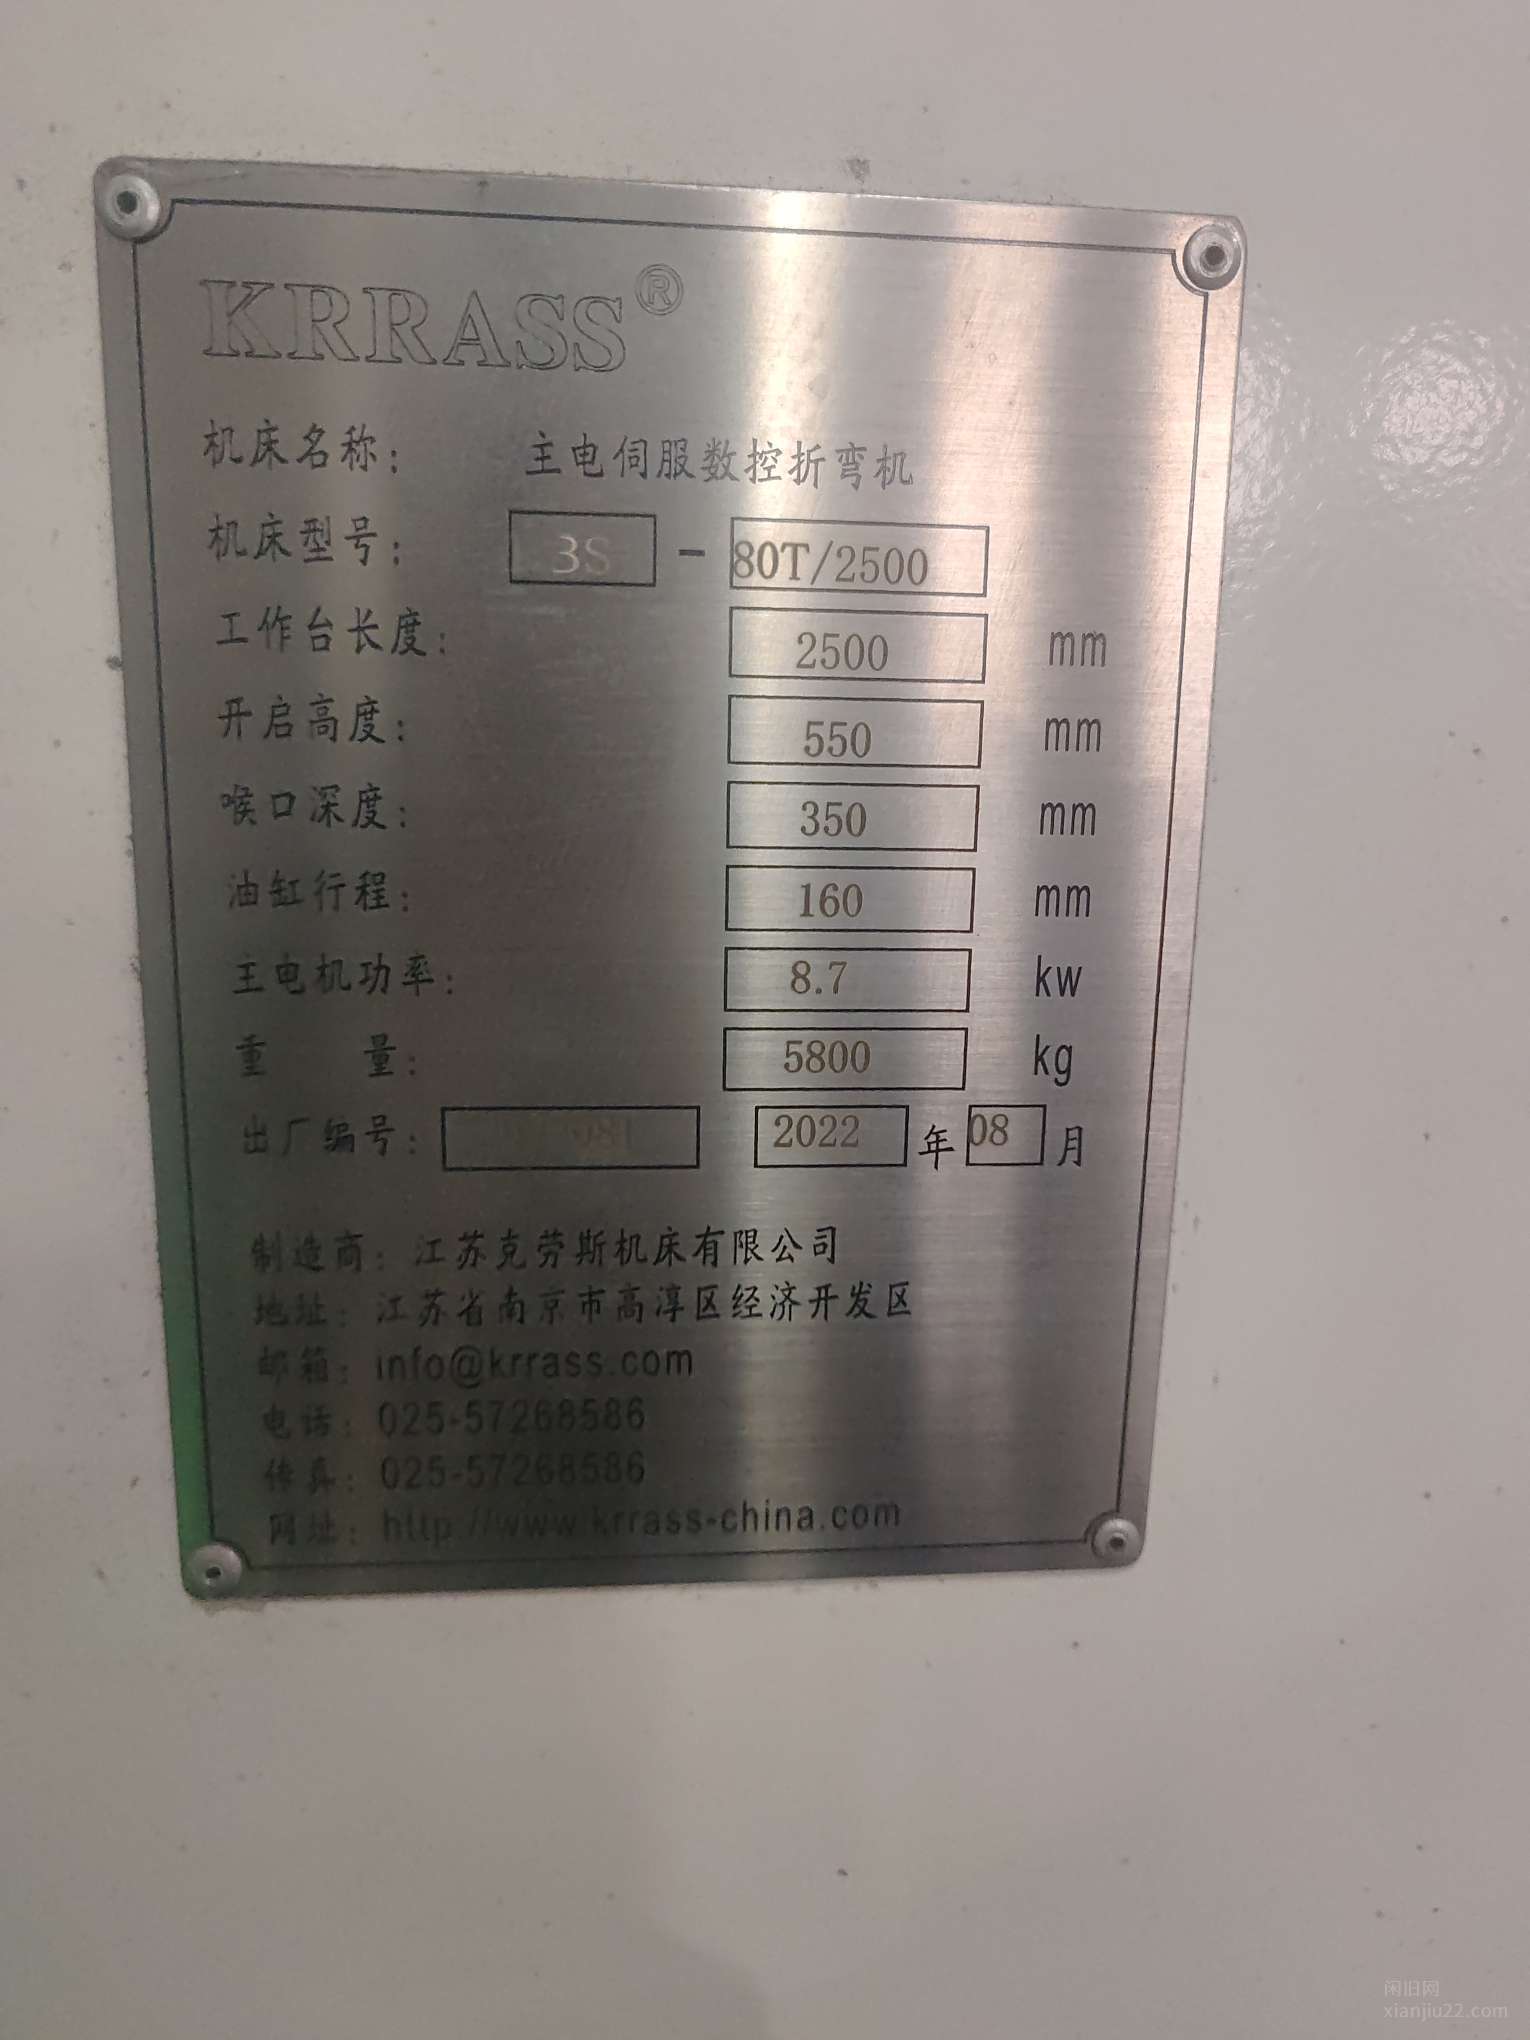 KRRASS®
机床名称： 主电伺服数控折弯机
机床型号： 3S - 80T/2500
工作台长度： 2500 mm
开启高度： 550 mm
喉口深度： 350 mm
油缸行程： 160 mm
主电机功率： 8.7 kw
重 量： 5800 kg
出厂编号： 2022 年 08 月
制造商：江苏克劳斯机床有限公司
地址：江苏省南京市高淳区经济开发区
邮箱：info@krrass.com
电话：025-57268586
传真：025-57268586
网址：http://www.krrass-china.com
闲旧网
xianjiu22.com